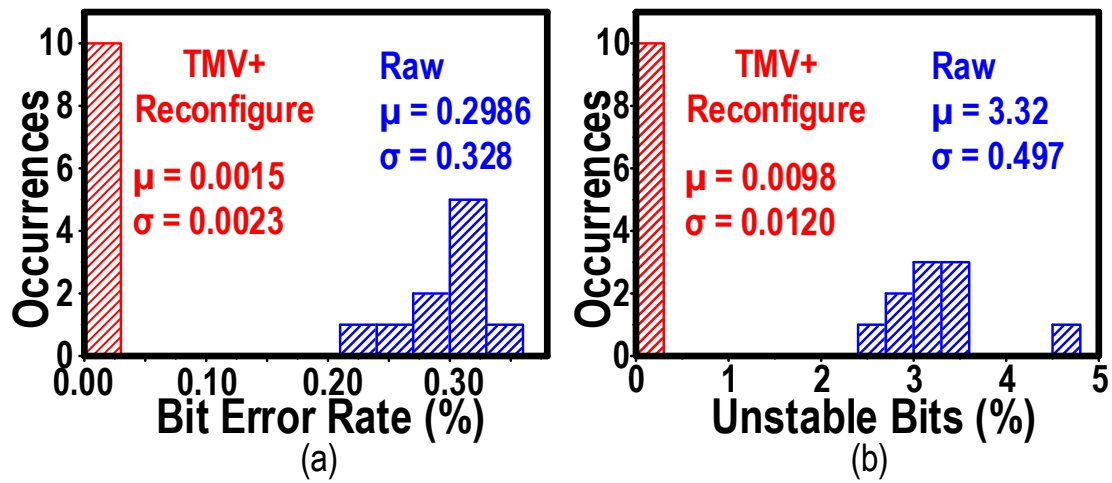 Occurrences
10
8
6
4
2
0
TMV+
Reconfigure
μ = 0.0015
σ = 0.0023
Raw
μ = 0.2986
σ = 0.328
0.00 0.10 0.20 0.30
Bit Error Rate (%)
(a)
Occurrences
10
8
6
4
2
0
TMV+
Reconfigure
μ = 0.0098
σ = 0.0120
Raw
μ = 3.32
σ = 0.497
0 1 2 3 4 5
Unstable Bits (%)
(b)